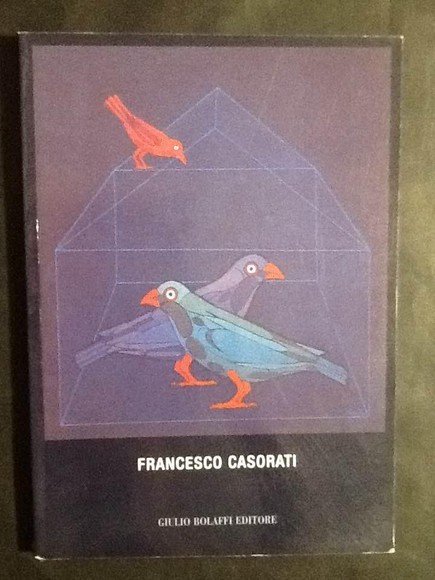 FRANCESCO CASORATI
GIULIO BOLAFFI EDITORE